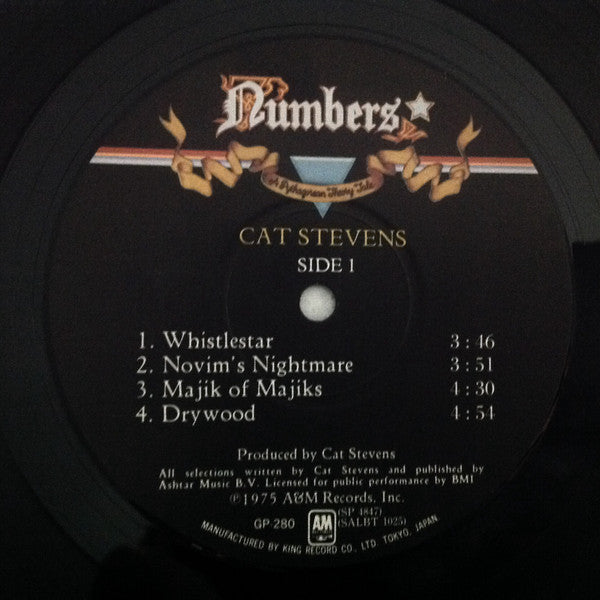 Numbers
A Pythagorean Theory Tale
CAT STEVENS
SIDE 1
1. Whistlestar 3:46
2. Novim's Nightmare 3:51
3. Majik of Majiks 4:30
4. Drywood 4:54
Produced by Cat Stevens
All selections written by Cat Stevens and published by
Ashtar Music B.V. Licensed for public performance by BMI
℗1975 A&M Records, Inc.
GP 280 AM RECORDS (SP 4847)
(SALBT 1025)
MANUFACTURED BY KING RECORD CO., LTD. TOKYO, JAPAN